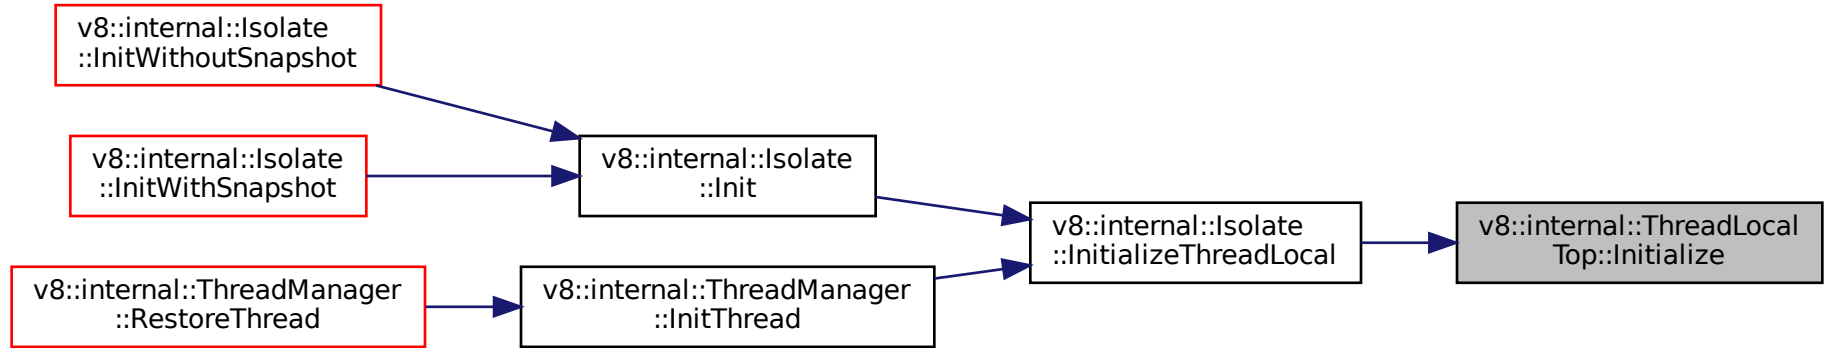 v8::internal::Isolate
::InitWithoutSnapshot
v8::internal::Isolate
::InitWithSnapshot
v8::internal::ThreadManager
::RestoreThread
v8::internal::Isolate
::Init
v8::internal::ThreadManager
::InitThread
v8::internal::Isolate
::InitializeThreadLocal
v8::internal::ThreadLocal
Top::Initialize